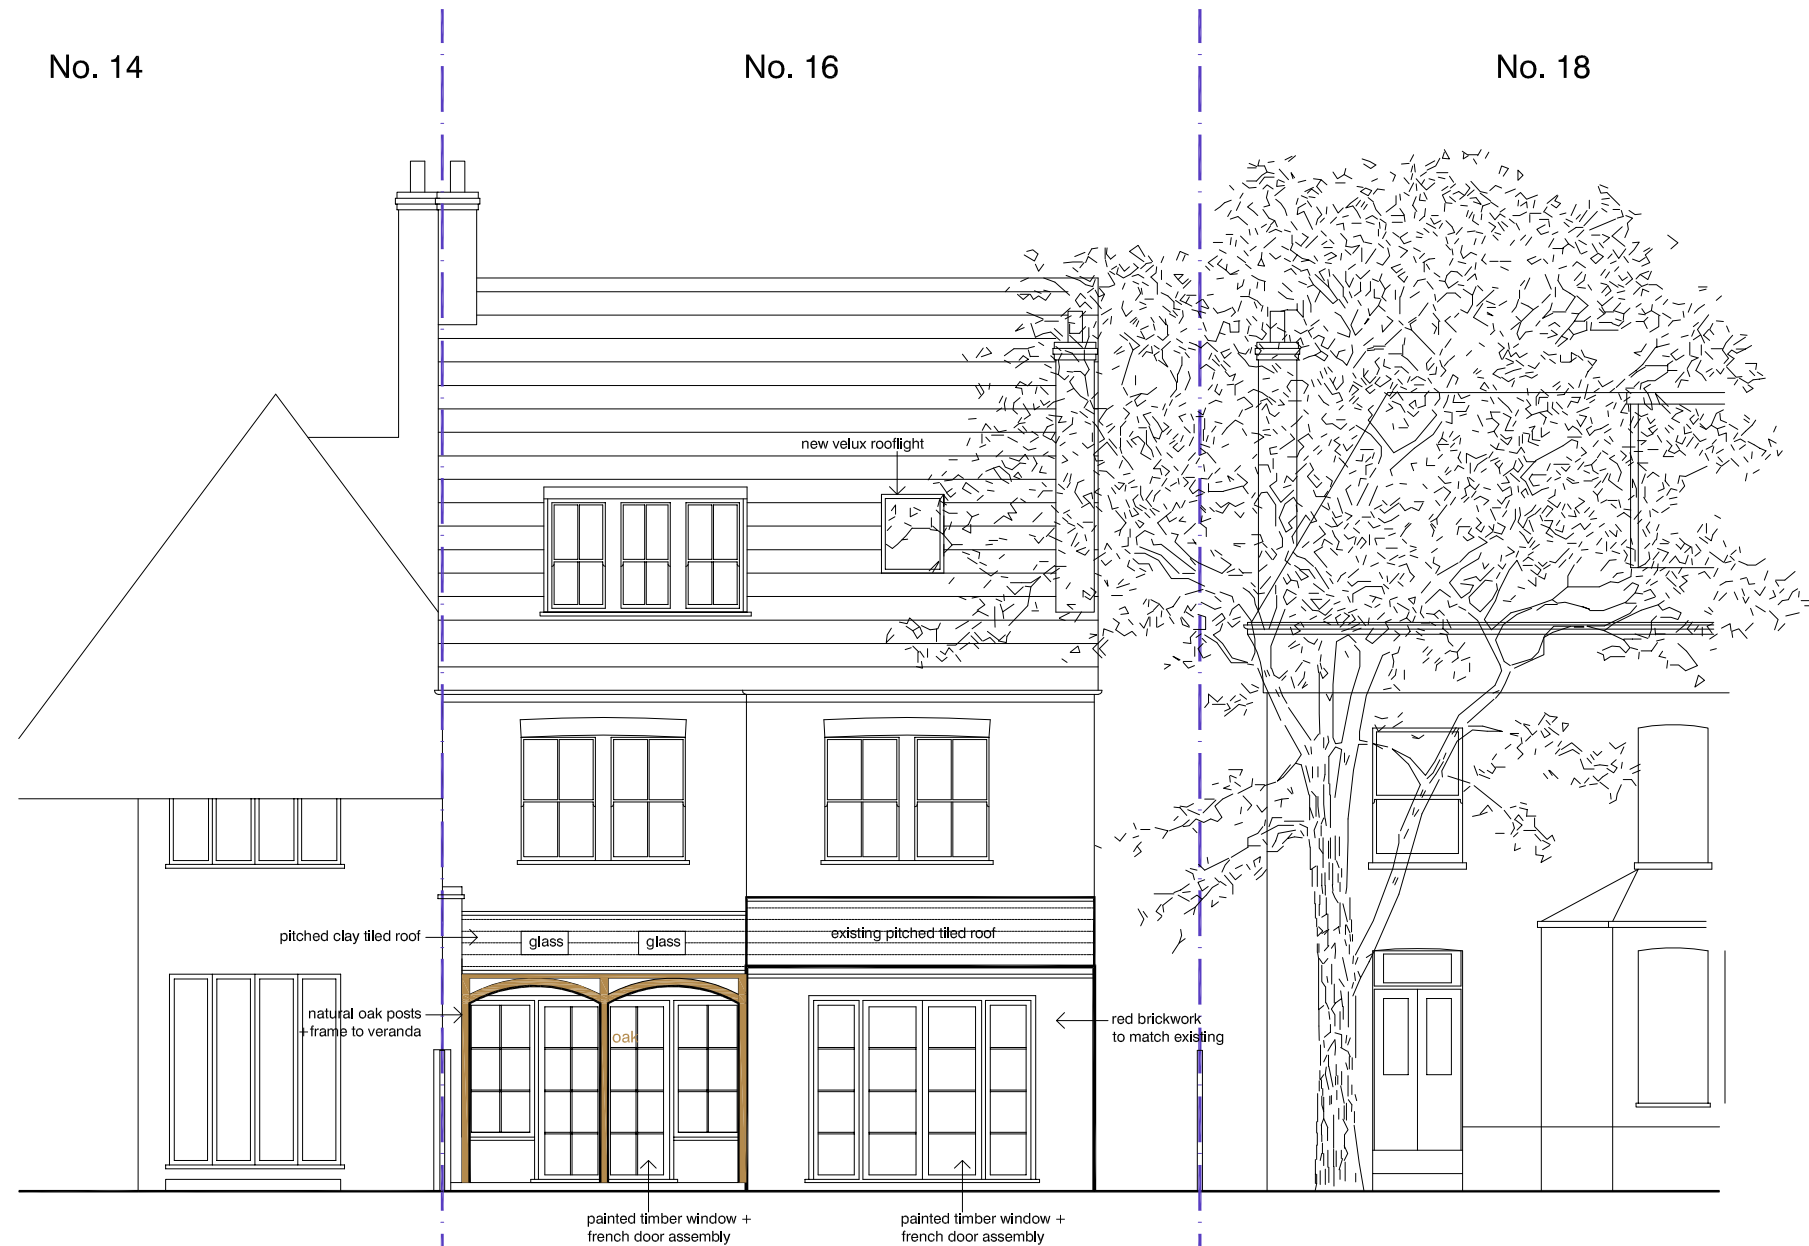 No. 14
No. 16
No. 18
new velux rooflight
pitched clay tiled roof
glass
glass
existing pitched tiled roof
natural oak posts
+frame to veranda
oak
red brickwork
to match existing
painted timber window +
french door assembly
painted timber window +
french door assembly